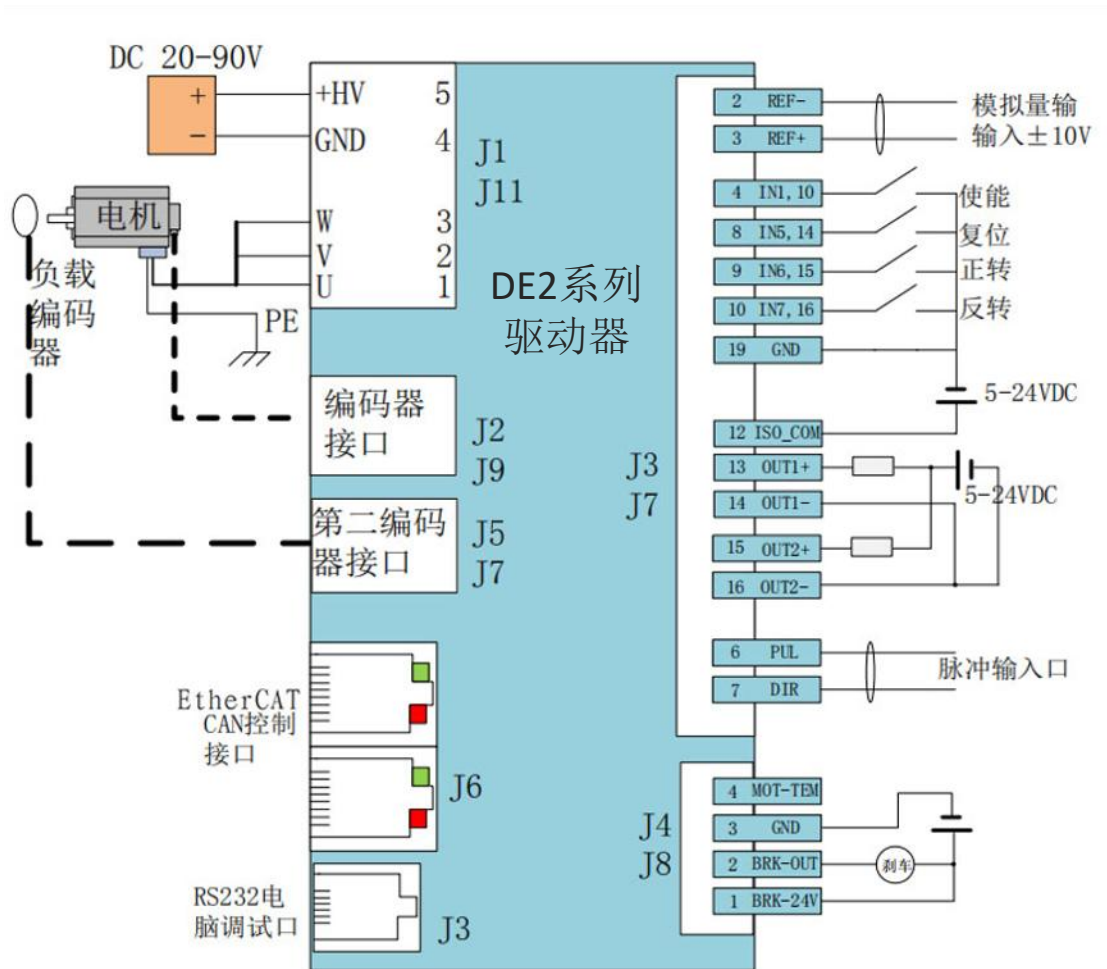 DC 20-90V
+
-
+HV 5
GND 4
J1
J11
W 3
V 2
U 1
电机
负载
编码
器
PE
DE2系列
驱动器
编码器
接口
J2
J9
第二编码
器接口
J5
J7
EtherCAT
CAN控制
接口
J6
RS232电
脑调试口
J3
J3
J7
2 REF-
3 REF+
模拟量输
输入±10V
4 IN1,10
使能
8 IN5,14
复位
9 IN6,15
正转
10 IN7,16
反转
19 GND
5-24VDC
12 ISO_COM
13 OUT1+
5-24VDC
14 OUT1-
15 OUT2+
16 OUT2-
6 PUL
7 DIR
脉冲输入口
J4
J8
4 MOT-TEM
3 GND
2 BRK-OUT
刹车
1 BRK-24V